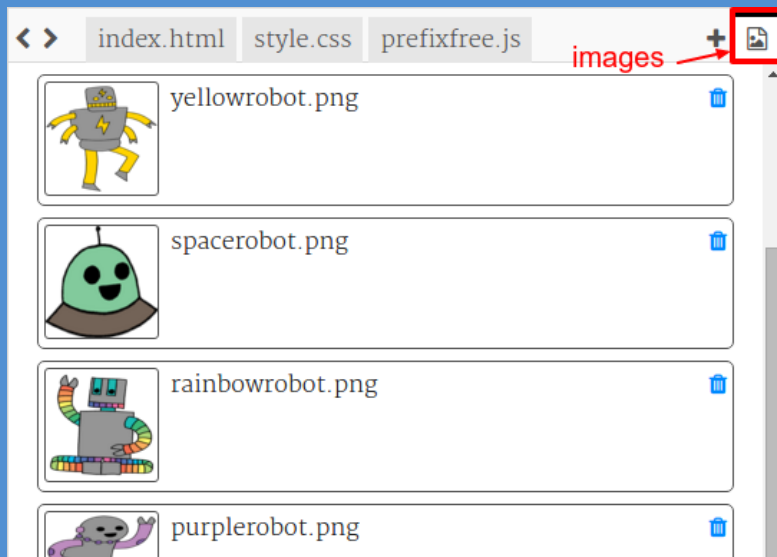 index.html style.css prefixfree.js
images
yellowrobot.png
spacerobot.png
rainbowrobot.png
purplerobot.png